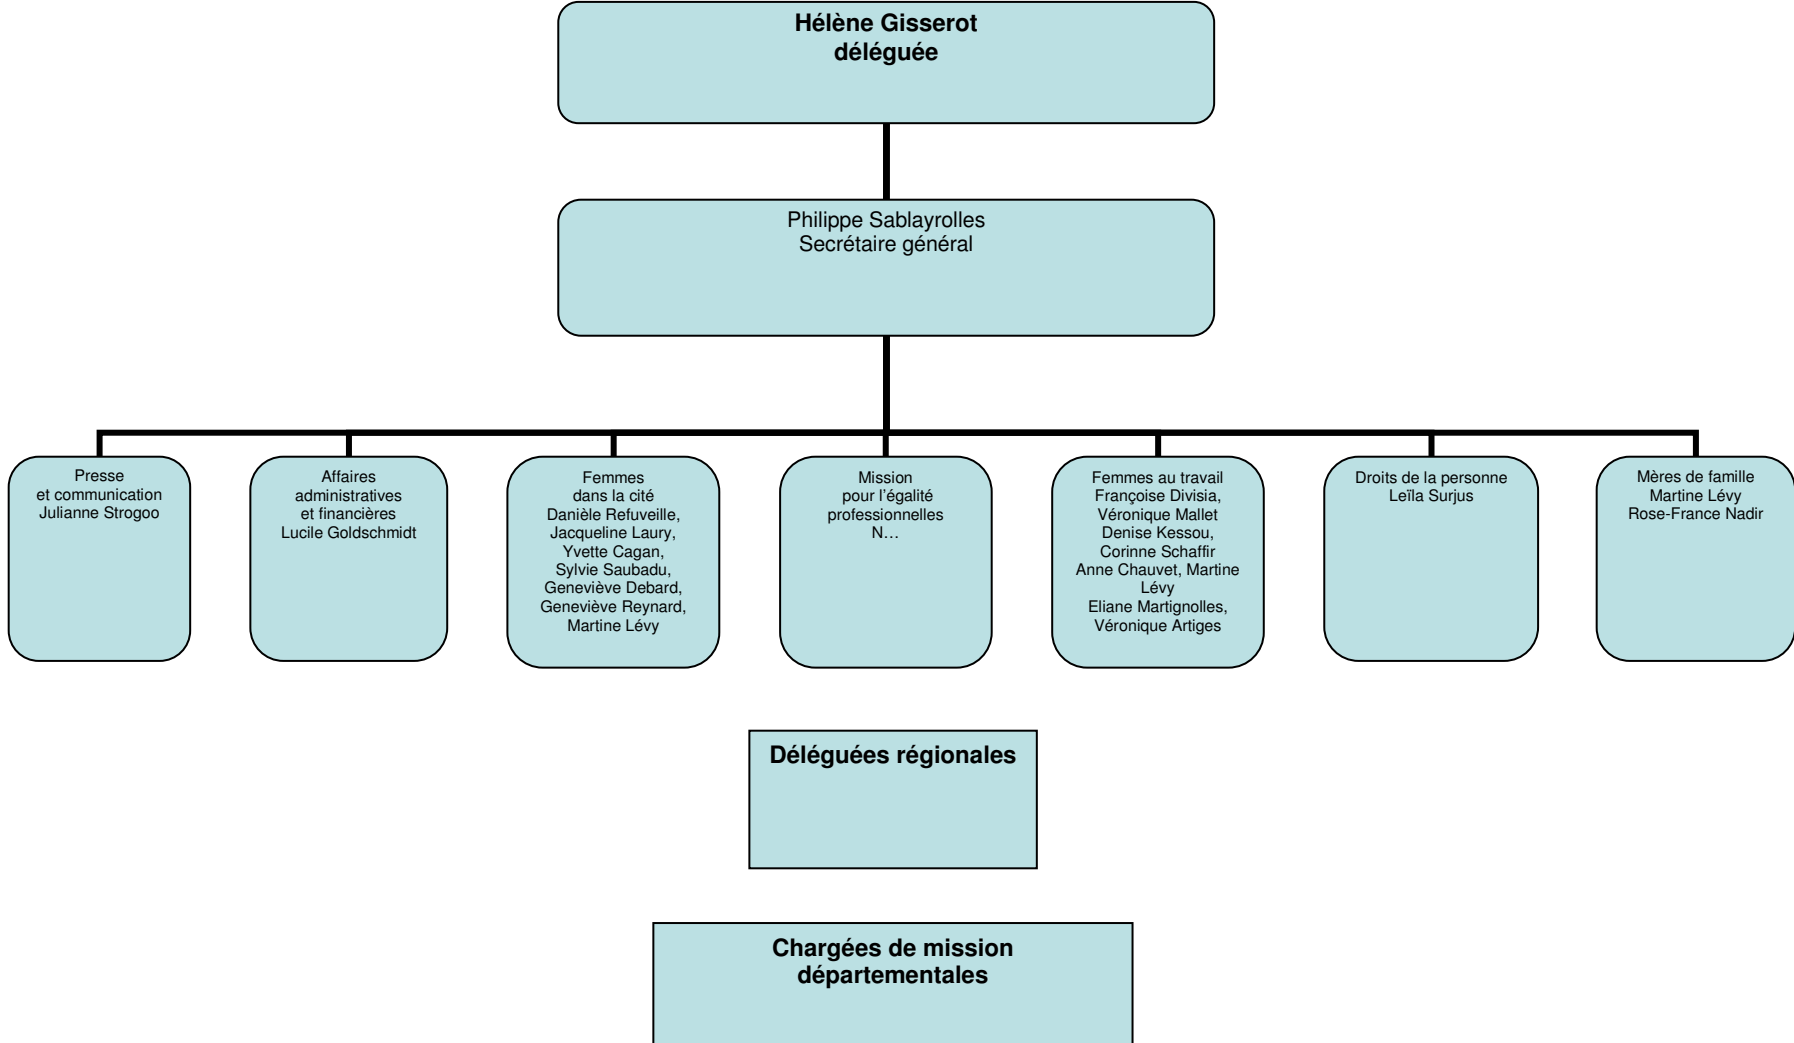 Hélène Gisserot
déléguée
Philippe Sablayrolles
Secrétaire général
Presse
et communication
Julianne Strogoo
Affaires
administratives
et financières
Lucile Goldschmidt
Femmes
dans la cité
Danièle Refuveille,
Jacqueline Laury,
Yvette Cagan,
Sylvie Saubadu,
Geneviève Debard,
Geneviève Reynard,
Martine Lévy
Mission
pour l'égalité
professionnelles
N…
Femmes au travail
Françoise Divisia,
Véronique Mallet
Denise Kessou,
Corinne Schaffir
Anne Chauvet, Martine
Lévy
Eliane Martignolles,
Véronique Artiges
Droits de la personne
Leïla Surjus
Mères de famille
Martine Lévy
Rose-France Nadir
Déléguées régionales
Chargées de mission
départementales